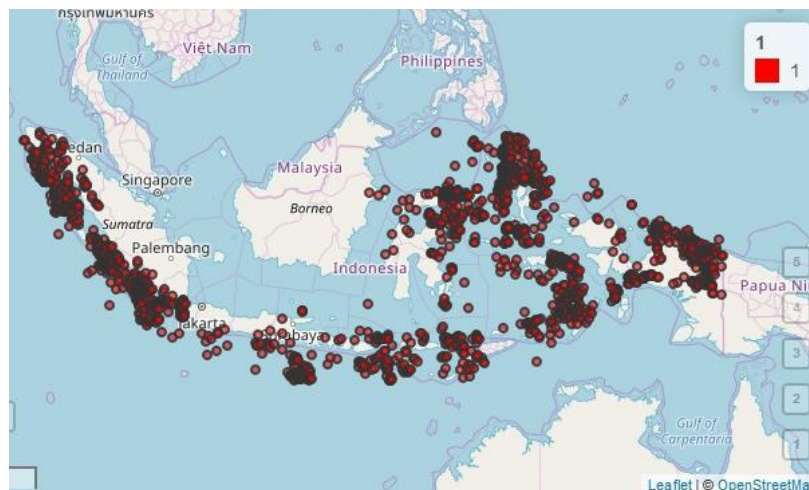 กรุงเทพมหานคร
Việt Nam
Gulf of
Thailand
Philippines
1
1
edan
Malaysia
Singapore
Borneo
Sumatra
Palembang
Indonesia
Jakarta
baya
Papua Ni
5
4
3
2
1
Gulf of
Carpentaria
Leaflet | © OpenStreetMa